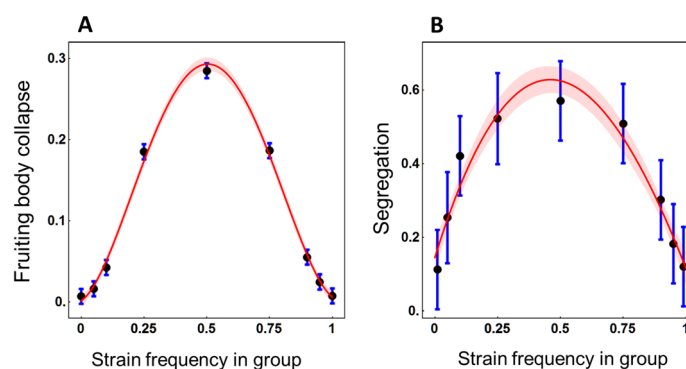 A
Fruiting body collapse
0.3
0.2
0.1
0.
0 0.25 0.5 0.75 1
Strain frequency in group
B
Segregation
0.6
0.4
0.2
0.
0 0.25 0.5 0.75 1
Strain frequency in group